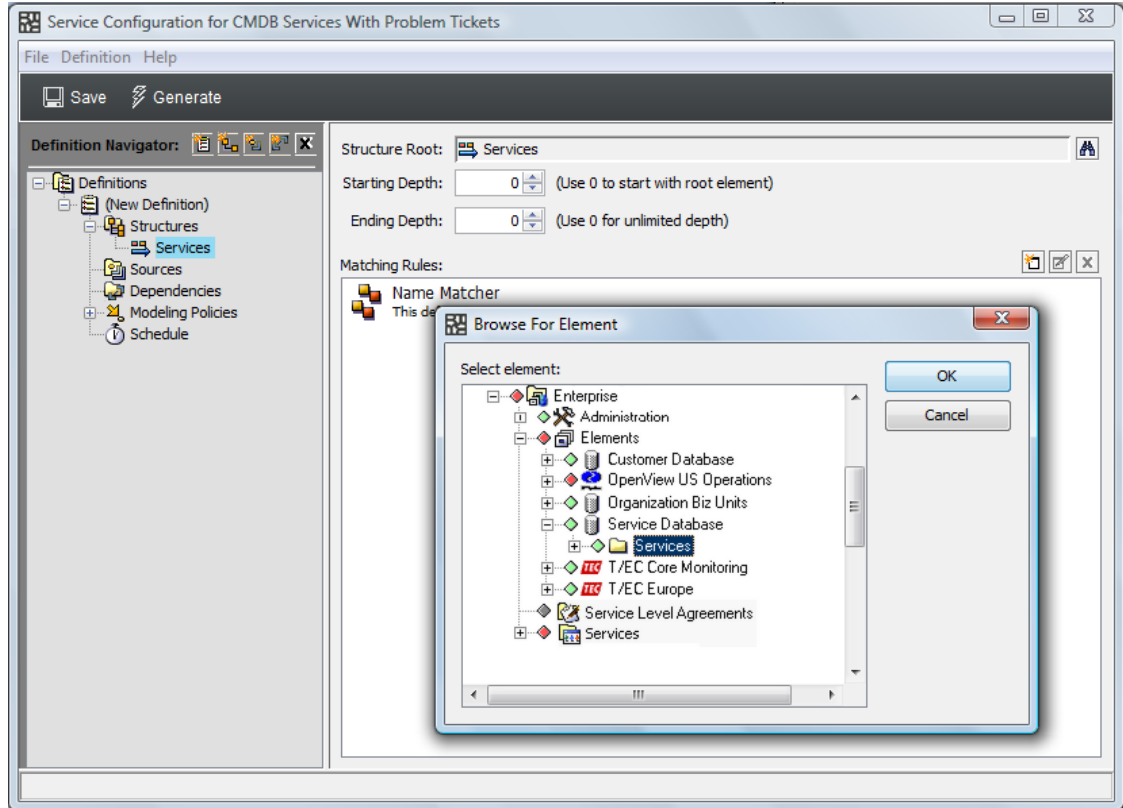 Service Configuration for CMDB Services With Problem Tickets
File Definition Help
Save Generate
Definition Navigator:
Definitions
(New Definition)
Structures
Services
Sources
Dependencies
Modeling Policies
Schedule
Structure Root: Services
Starting Depth: 0 (Use 0 to start with root element)
Ending Depth: 0 (Use 0 for unlimited depth)
Matching Rules:
Name Matcher
This de
Browse For Element
Select element:
Enterprise
Administration
Elements
Customer Database
OpenView US Operations
Organization Biz Units
Service Database
Services
TEC T/EC Core Monitoring
TEC T/EC Europe
Service Level Agreements
Services
OK
Cancel